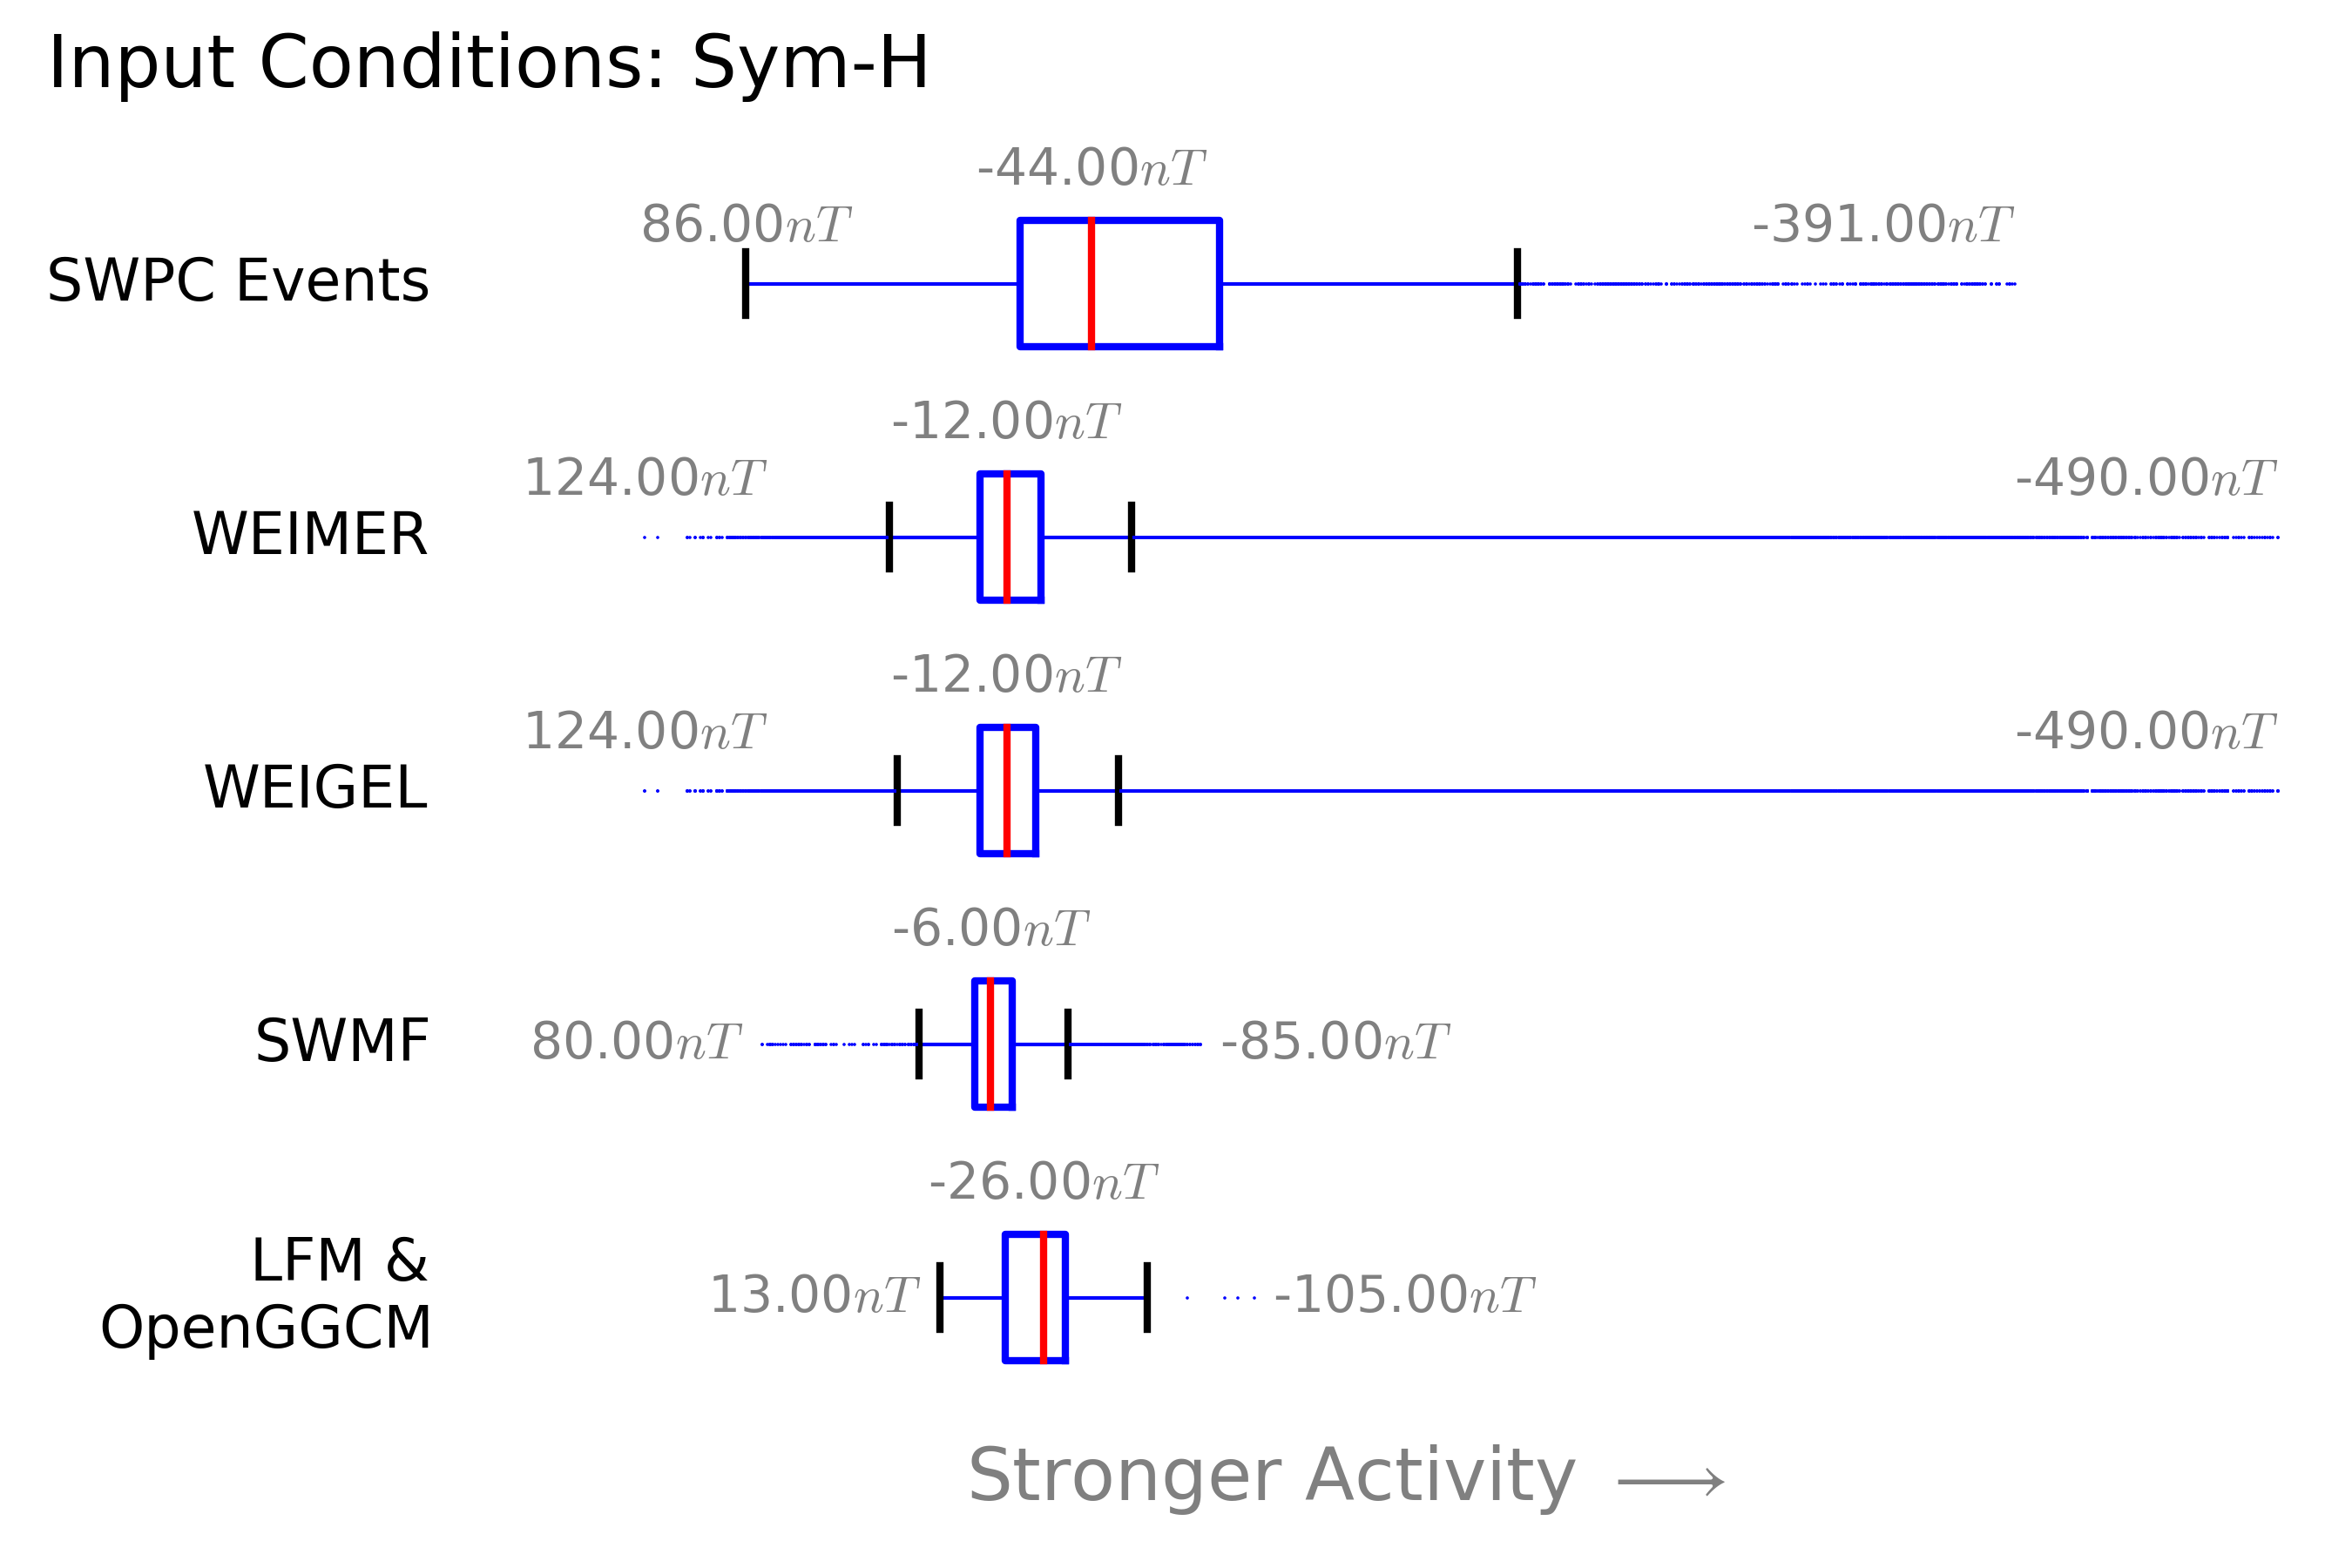 Input Conditions: Sym-H
-44.00nT
86.00nT
-391.00nT
SWPC Events
-12.00nT
124.00nT
-490.00nT
WEIMER
-12.00nT
124.00nT
-490.00nT
WEIGEL
-6.00nT
SWMF
80.00nT
-85.00nT
-26.00nT
LFM &
OpenGGCM
13.00nT
-105.00nT
Stronger Activity ⟶